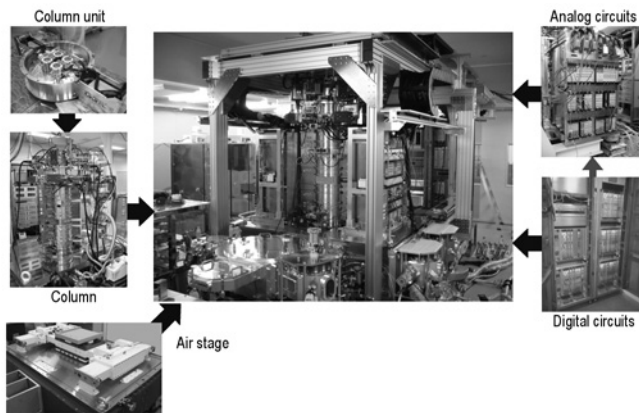 Column unit
Analog circuits
Column
Air stage
Digital circuits